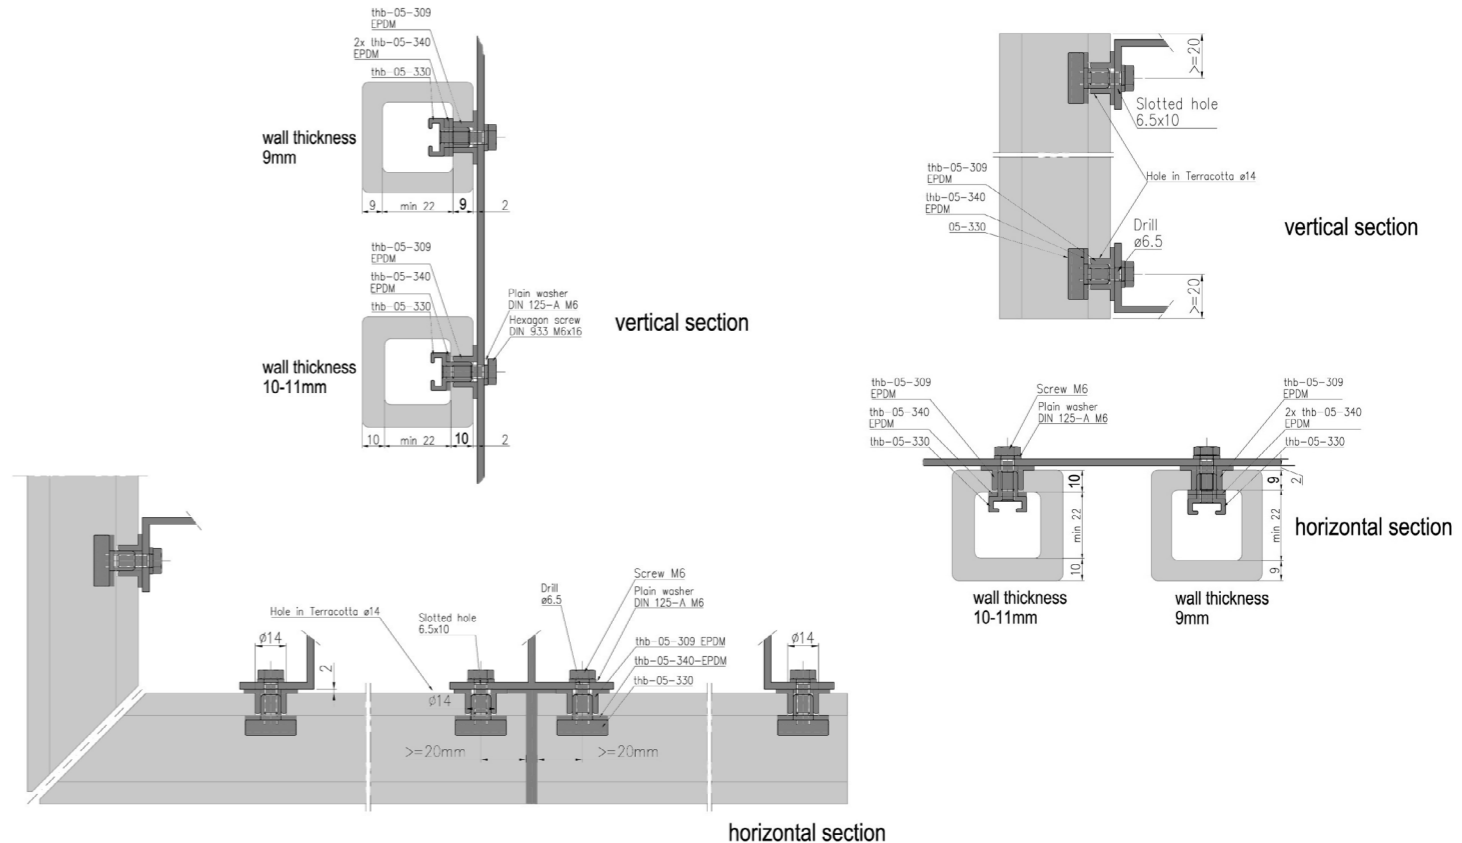 thb-05-309
EPDM
2x thb-05-340
EPDM
thb-05-330
wall thickness
9mm
9
min 22
9
2
thb-05-309
EPDM
thb-05-340
EPDM
thb-05-330
Plain washer
DIN 125-A M6
Hexagon screw
DIN 933 M6x16
wall thickness
10-11mm
10
min 22
10
2
vertical section
>=20
Slotted hole
6.5x10
thb-05-309
EPDM
thb-05-340
EPDM
05-330
Hole in Terracotta ø14
Drill
ø6.5
>=20
vertical section
thb-05-309
EPDM
thb-05-340
EPDM
thb-05-330
Screw M6
Plain washer
DIN 125-A M6
thb-05-309
EPDM
2x thb-05-340
EPDM
thb-05-330
10
min 22
10
9
2
min 22
9
wall thickness
10-11mm
wall thickness
9mm
horizontal section
Hole in Terracotta ø14
ø14
2
Slotted hole
6.5x10
Drill
ø6.5
Screw M6
Plain washer
DIN 125-A M6
thb-05-309 EPDM
thb-05-340-EPDM
thb-05-330
ø14
ø14
>=20mm
>=20mm
horizontal section